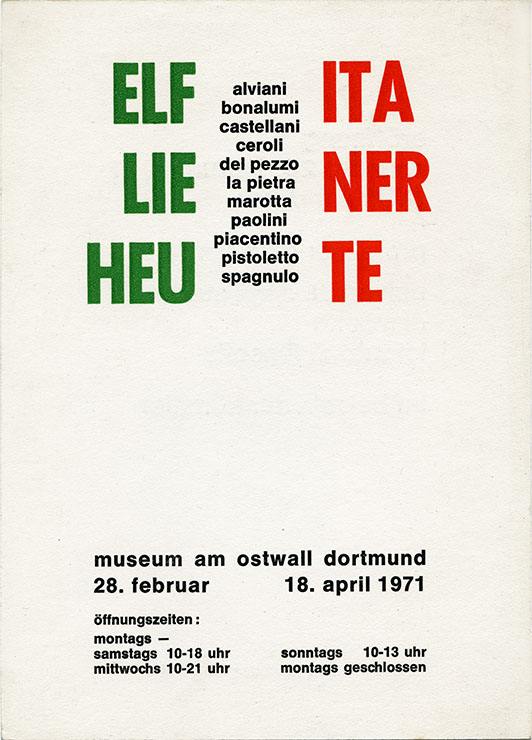 ELF ITA
LIE NER
HEU TE
alviani
bonalumi
castellani
ceroli
del pezzo
la pietra
marotta
paolini
piacentino
pistoletto
spagnulo
museum am ostwall dortmund
28. februar 18. april 1971
öffnungszeiten :
montags —
samstags 10-18 uhr sonntags 10-13 uhr
mittwochs 10-21 uhr montags geschlossen